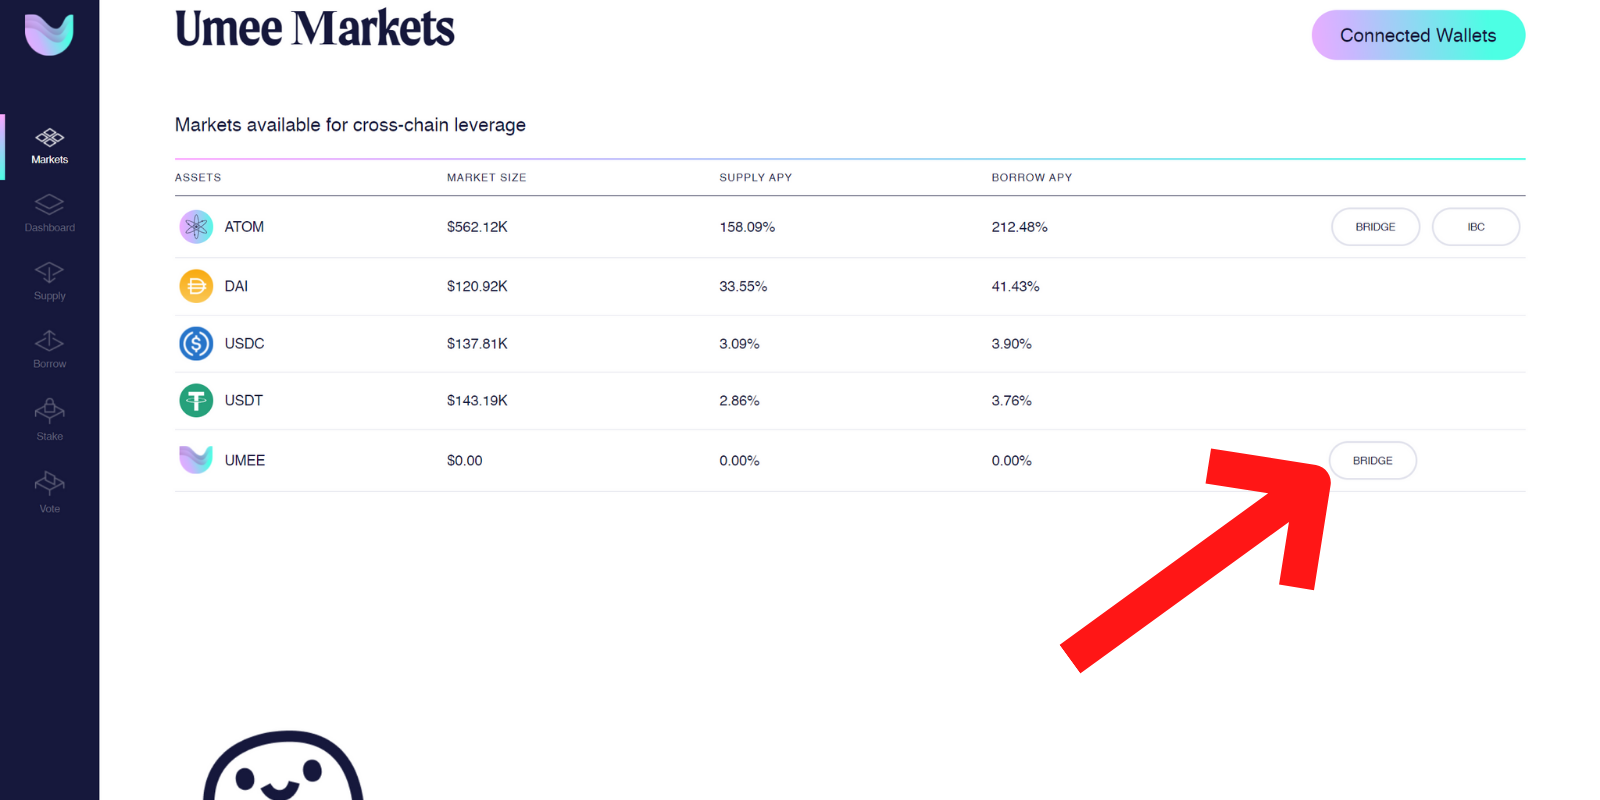 Umee Markets
Connected Wallets
Markets available for cross-chain leverage
ASSETS MARKET SIZE SUPPLY APY BORROW APY
ATOM $562.12K 158.09% 212.48% BRIDGE IBC
DAI $120.92K 33.55% 41.43%
USDC $137.81K 3.09% 3.90%
USDT $143.19K 2.86% 3.76%
UMEE $0.00 0.00% 0.00% BRIDGE
Markets
Dashboard
Supply
Borrow
Stake
Vote